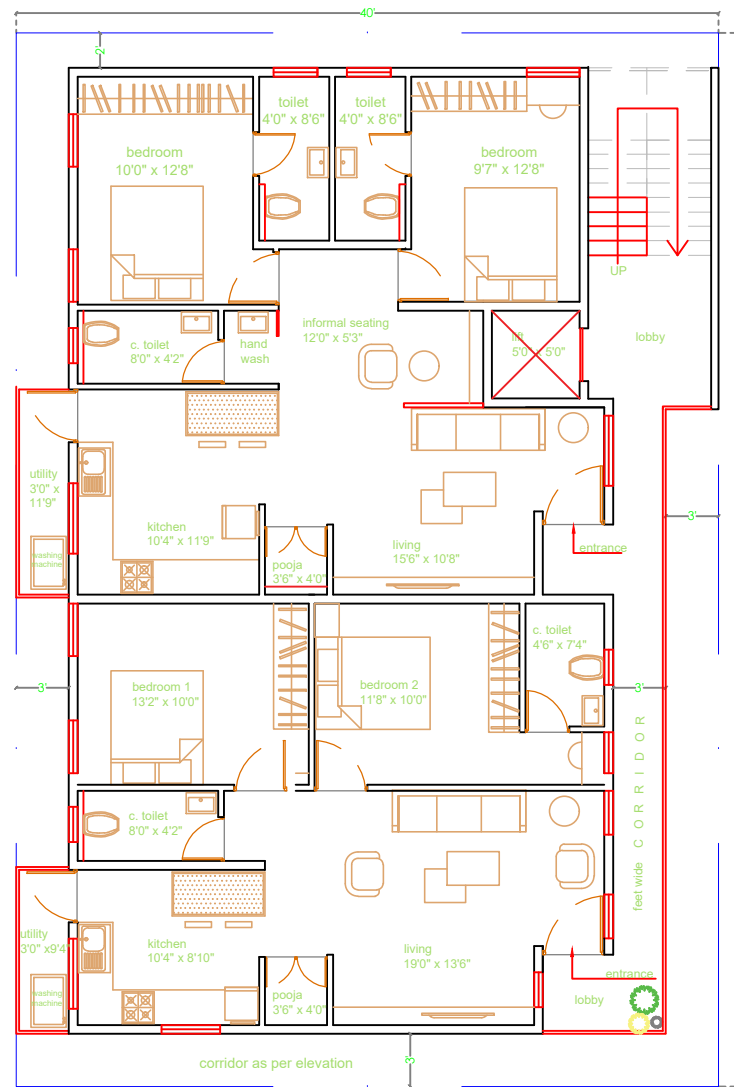 40'
2'
toilet
4'0" x 8'6"
toilet
4'0" x 8'6"
bedroom
10'0" x 12'8"
bedroom
9'7" x 12'8"
UP
informal seating
12'0" x 5'3"
c. toilet
8'0" x 4'2"
hand
wash
lift
5'0" x 5'0"
lobby
utility
3'0" x
11'9"
washing
machine
kitchen
10'4" x 11'9"
pooja
3'6" x 4'0"
living
15'6" x 10'8"
entrance
3'
c. toilet
4'6" x 7'4"
bedroom 1
13'2" x 10'0"
bedroom 2
11'8" x 10'0"
3'
3'
feet wide CORRIDOR
c. toilet
8'0" x 4'2"
utility
3'0" x9'4"
washing
machine
kitchen
10'4" x 8'10"
pooja
3'6" x 4'0"
living
19'0" x 13'6"
entrance
lobby
corridor as per elevation
3'